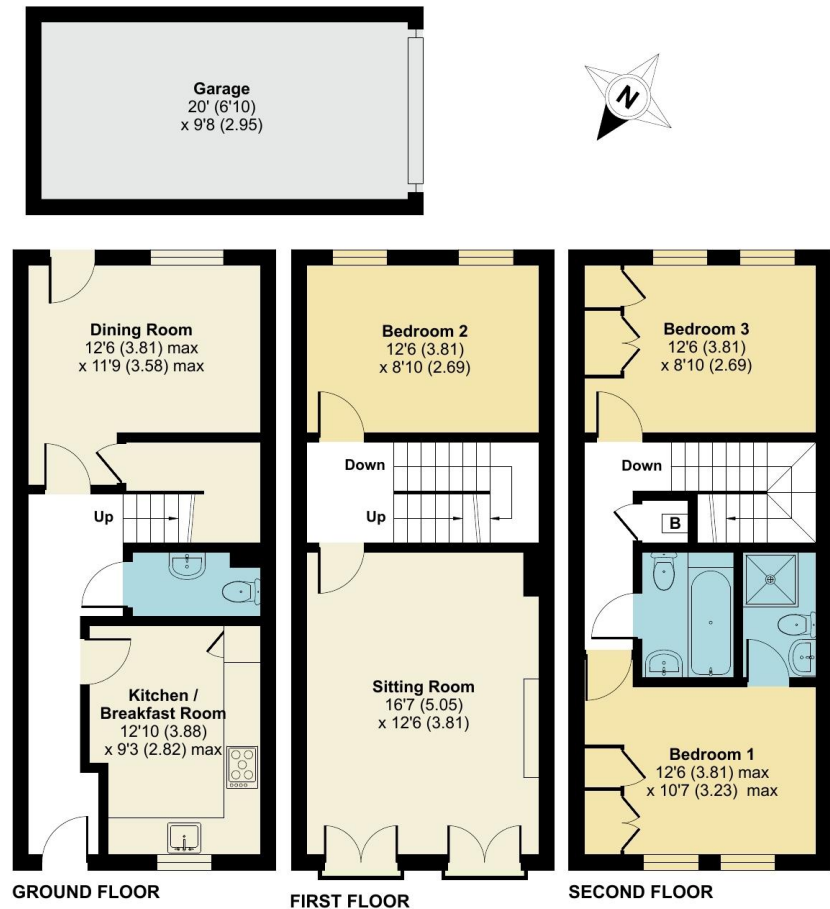 Garage
20' (6'10)
x 9'8 (2.95)
N
Dining Room
12'6 (3.81) max
x 11'9 (3.58) max
Up
Kitchen /
Breakfast Room
12'10 (3.88)
x 9'3 (2.82) max
GROUND FLOOR
Bedroom 2
12'6 (3.81)
x 8'10 (2.69)
Down
Up
Sitting Room
16'7 (5.05)
x 12'6 (3.81)
FIRST FLOOR
Bedroom 3
12'6 (3.81)
x 8'10 (2.69)
Down
B
Bedroom 1
12'6 (3.81) max
x 10'7 (3.23) max
SECOND FLOOR